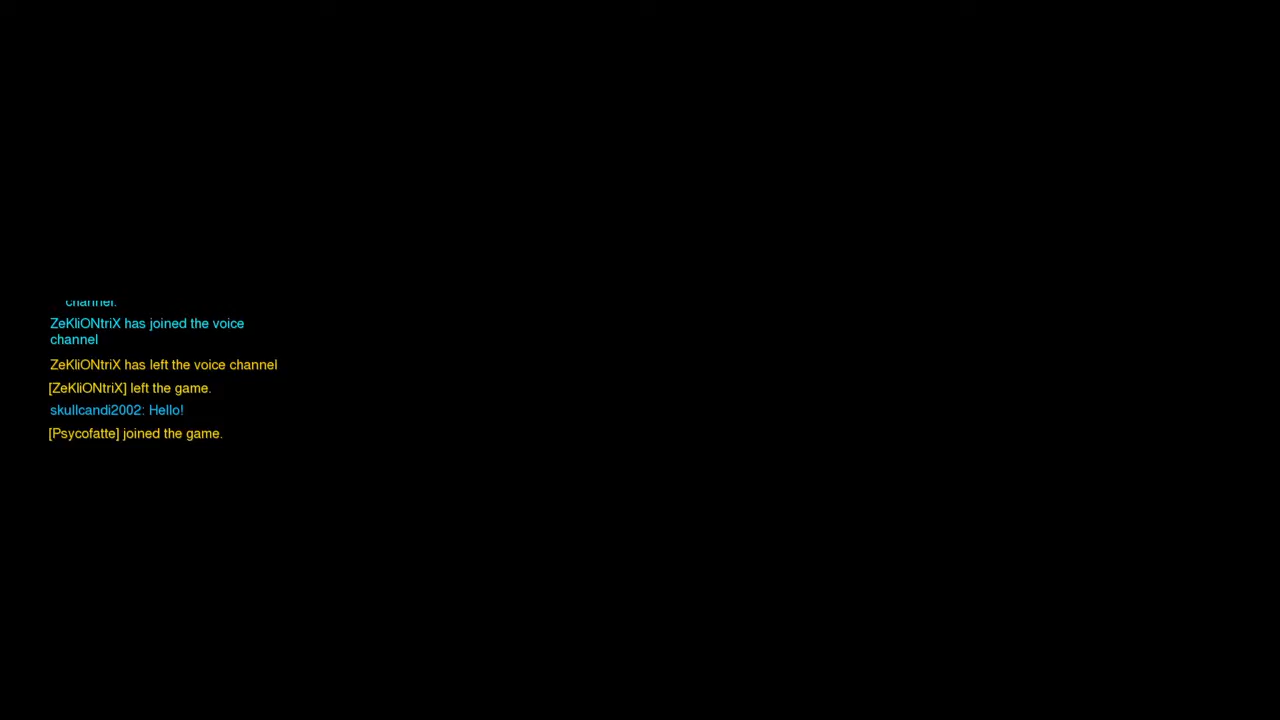 channel.
ZeKliONtriX has joined the voice
channel
ZeKliONtriX has left the voice channel
[ZeKliONtriX] left the game.
skullcandi2002: Hello!
[Psycofatte] joined the game.